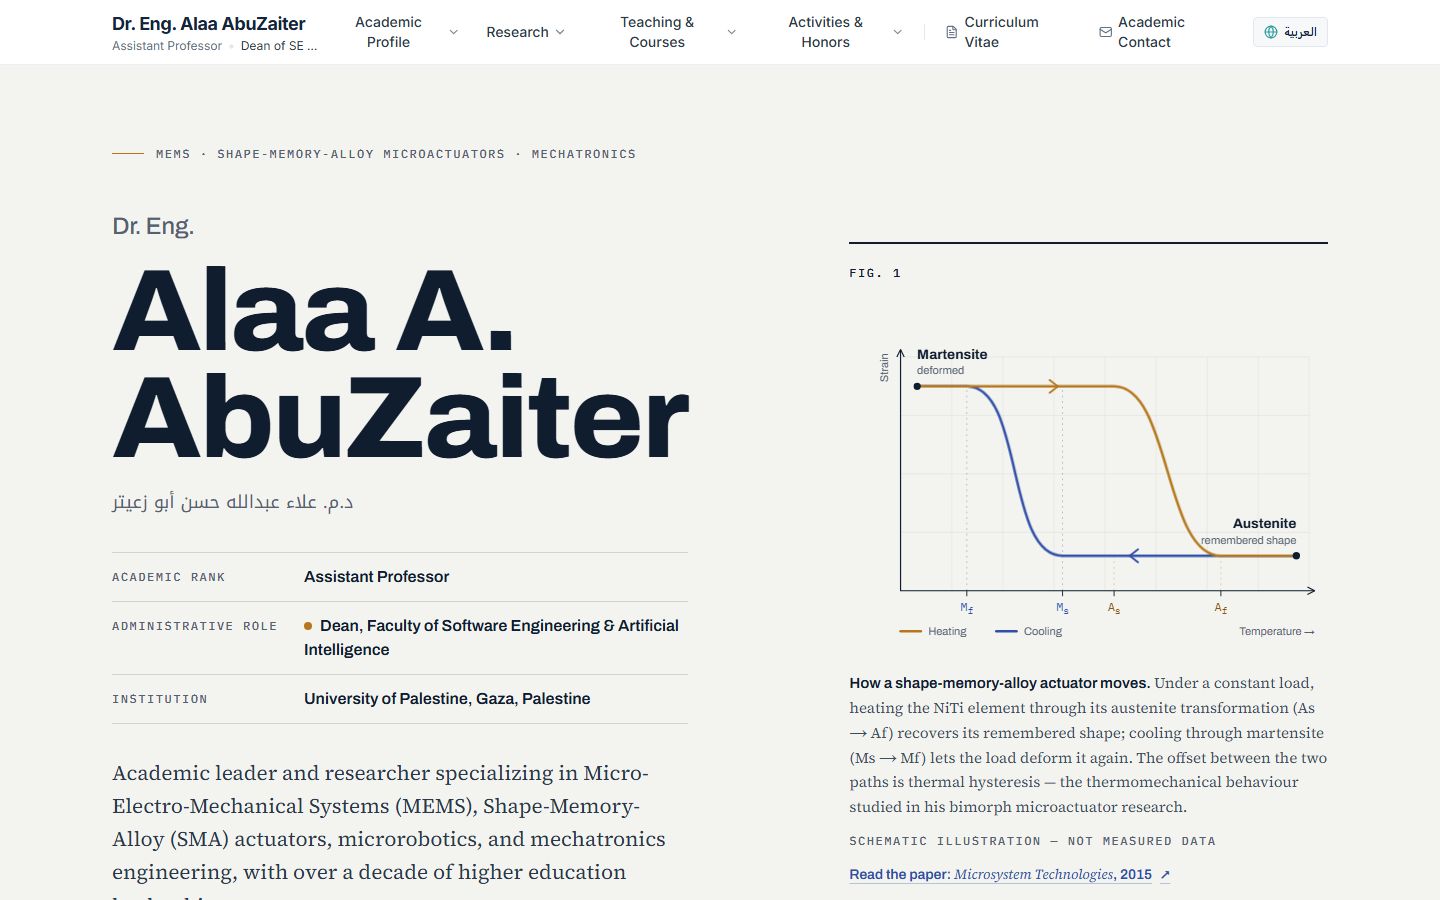 Dr. Eng. Alaa AbuZaiter
Assistant Professor • Dean of SE ...
Academic Profile
Research
Teaching & Courses
Activities & Honors
Curriculum Vitae
Academic Contact
العربية
MEMS · SHAPE-MEMORY-ALLOY MICROACTUATORS · MECHATRONICS
Dr. Eng.
Alaa A.
AbuZaiter
د.م. علاء عبدالله حسن أبو زعيتر
ACADEMIC RANK
Assistant Professor
ADMINISTRATIVE ROLE
Dean, Faculty of Software Engineering & Artificial
Intelligence
INSTITUTION
University of Palestine, Gaza, Palestine
Academic leader and researcher specializing in Micro-
Electro-Mechanical Systems (MEMS), Shape-Memory-
Alloy (SMA) actuators, microrobotics, and mechatronics
engineering, with over a decade of higher education
FIG. 1
Strain
Martensite
deformed
Austenite
remembered shape
Mf Ms As Af
Heating Cooling Temperature →
How a shape-memory-alloy actuator moves. Under a constant load,
heating the NiTi element through its austenite transformation (As
→ Af) recovers its remembered shape; cooling through martensite
(Ms → Mf) lets the load deform it again. The offset between the two
paths is thermal hysteresis — the thermomechanical behaviour
studied in his bimorph microactuator research.
SCHEMATIC ILLUSTRATION — NOT MEASURED DATA
Read the paper: Microsystem Technologies, 2015 ↗